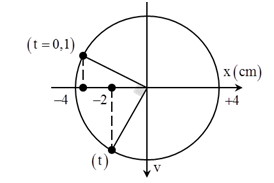 (t = 0,1)
x (cm)
−4
−2
+4
(t)
v